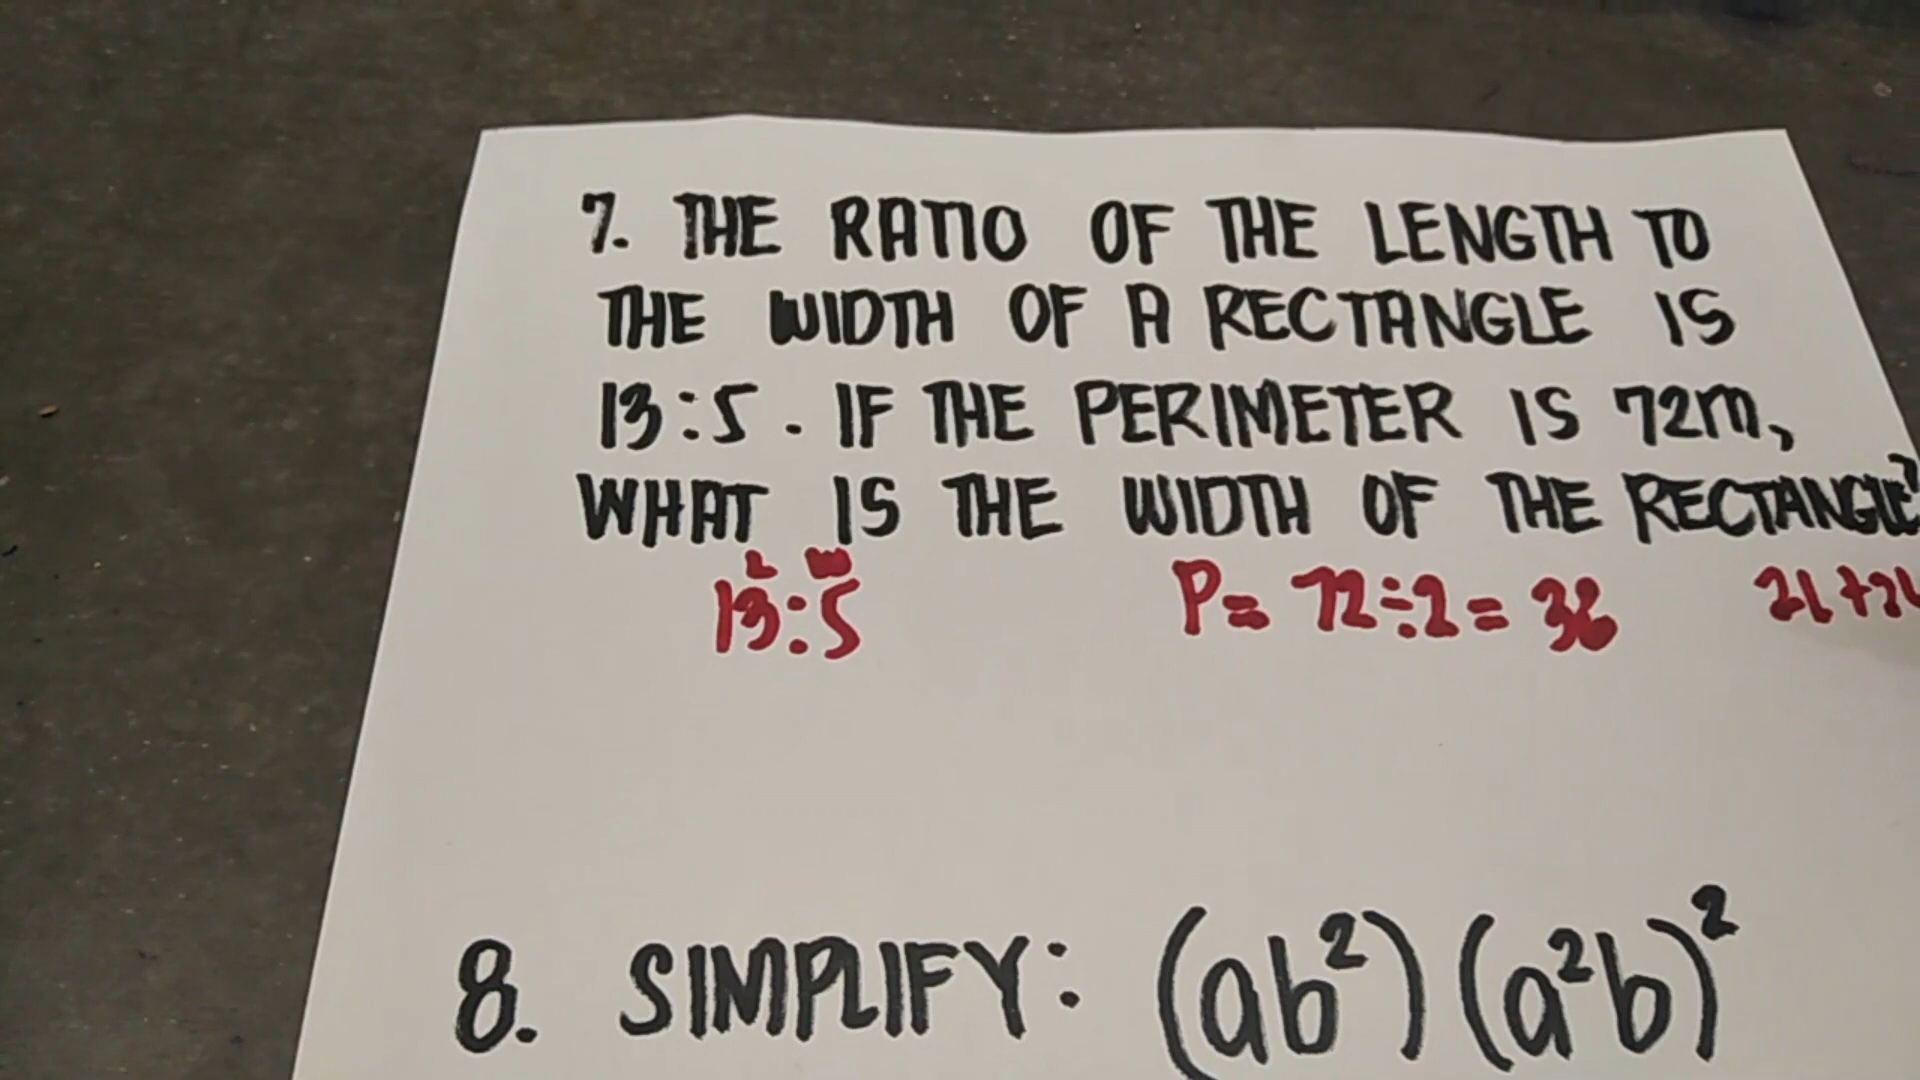 7. THE RATIO OF THE LENGTH TO
THE WIDTH OF A RECTANGLE IS
13:5. IF THE PERIMETER IS 72m,
WHAT IS THE WIDTH OF THE RECTANGLE?
L W
13:5 P= 72÷2= 36
8. SIMPLIFY: (ab²)(a²b)²